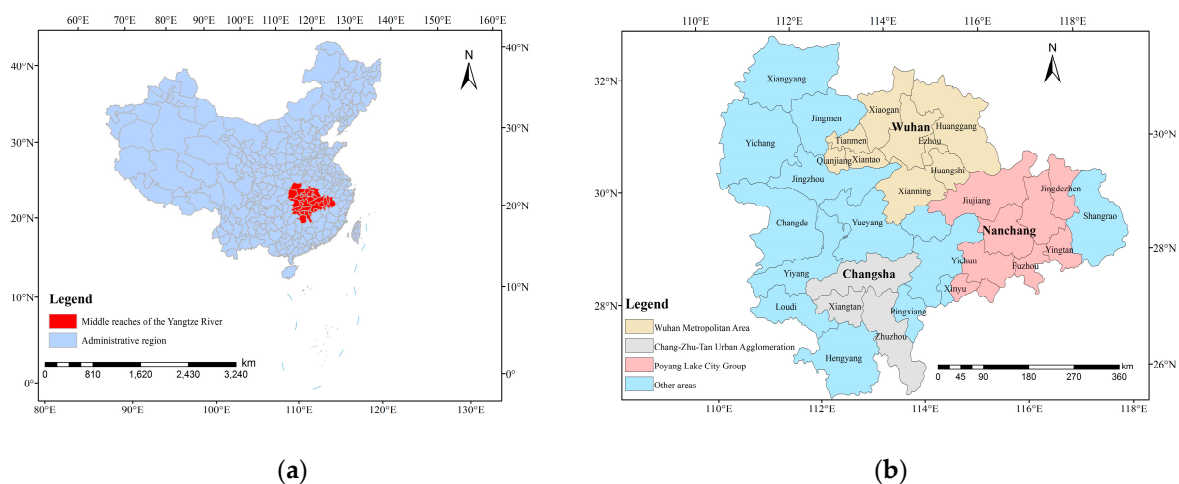 60°E 70°E 80°E 90°E 100°E 110°E 120°E 130°E 140°E 150°E 160°E
40°N
30°N
20°N
10°N
0°
40°N
30°N
20°N
10°N
0°
N
Legend
Middle reaches of the Yangtze River
Administrative region
km
0 810 1,620 2,430 3,240
80°E 90°E 100°E 110°E 120°E 130°E
(a)
110°E 112°E 114°E 116°E 118°E
32°N
30°N
28°N
30°N
28°N
26°N
N
Xiangyang
Xiaogan
Jingmen
Wuhan
Huanggang
Yichang
Tianmen
Ezhou
Qianjiang
Xiantao
Huangshi
Jingzhou
Xianning
Jingdezhen
Jiujiang
Shangrao
Changde
Yueyang
Nanchang
Yingtan
Yichun
Fuzhou
Yiyang
Changsha
Xinyu
Loudi
Xiangtan
Pingxiang
Zhuzhou
Hengyang
Legend
Wuhan Metropolitan Area
Chang-Zhu-Tan Urban Agglomeration
Poyang Lake City Group
Other areas
km
0 45 90 180 270 360
110°E 112°E 114°E 116°E 118°E
(b)